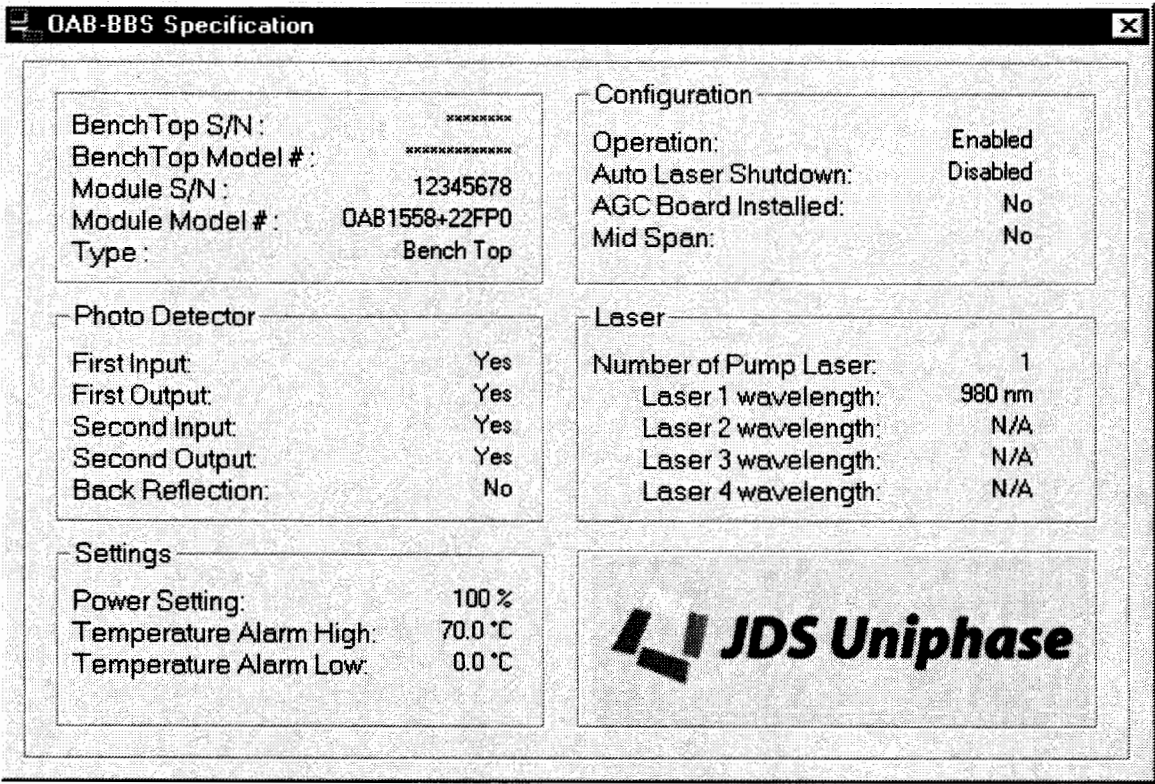 OAB-BBS Specification
BenchTop S/N : ********
BenchTop Model # : *************
Module S/N : 12345678
Module Model # : OAB1558+22FP0
Type : Bench Top
Configuration
Operation: Enabled
Auto Laser Shutdown: Disabled
AGC Board Installed: No
Mid Span: No
Photo Detector
First Input: Yes
First Output: Yes
Second Input: Yes
Second Output: Yes
Back Reflection: No
Laser
Number of Pump Laser: 1
Laser 1 wavelength: 980 nm
Laser 2 wavelength: N/A
Laser 3 wavelength: N/A
Laser 4 wavelength: N/A
Settings
Power Setting: 100 %
Temperature Alarm High: 70.0 °C
Temperature Alarm Low: 0.0 °C
JDS Uniphase